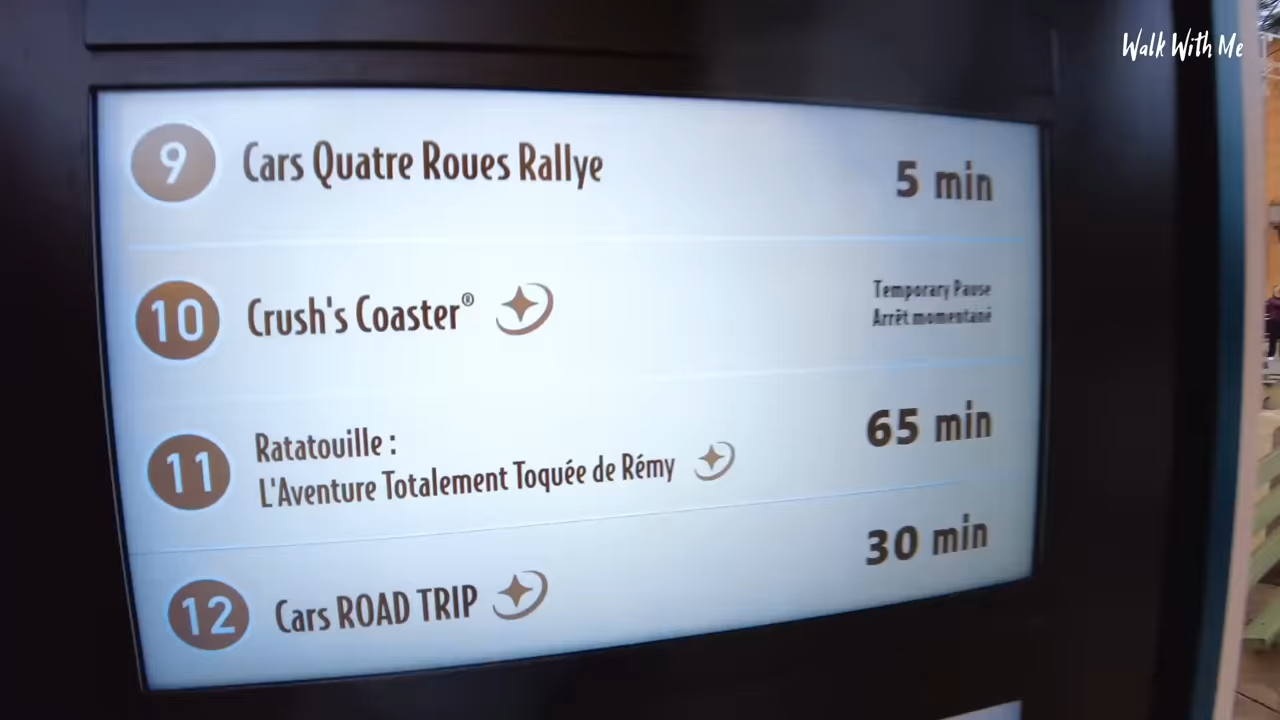 Walk With Me
9 Cars Quatre Roues Rallye 5 min
10 Crush's Coaster® Temporary Pause
Arrêt momentané
11 Ratatouille :
L'Aventure Totalement Toquée de Rémy 65 min
12 Cars ROAD TRIP 30 min